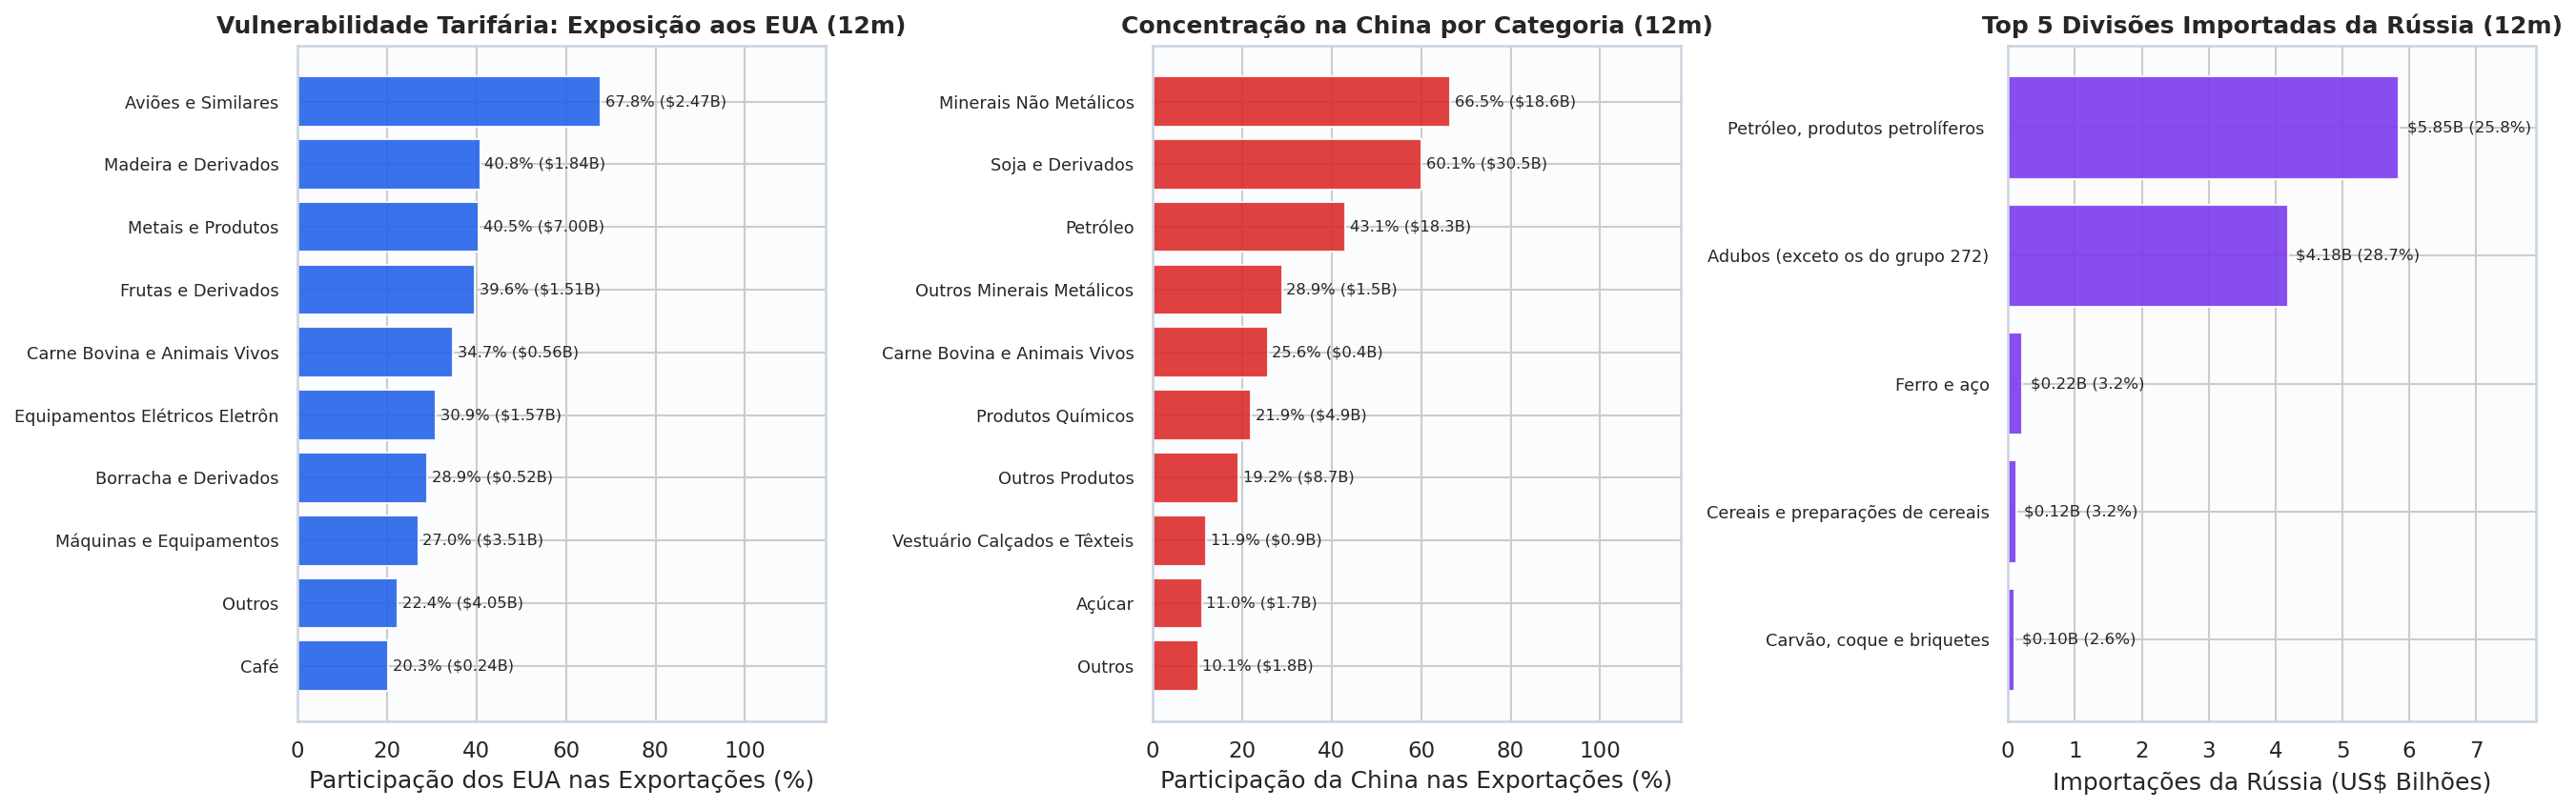 Vulnerabilidade Tarifária: Exposição aos EUA (12m)
Aviões e Similares
67.8% ($2.47B)
Madeira e Derivados
40.8% ($1.84B)
Metais e Produtos
40.5% ($7.00B)
Frutas e Derivados
39.6% ($1.51B)
Carne Bovina e Animais Vivos
34.7% ($0.56B)
Equipamentos Elétricos Eletrôn
30.9% ($1.57B)
Borracha e Derivados
28.9% ($0.52B)
Máquinas e Equipamentos
27.0% ($3.51B)
Outros
22.4% ($4.05B)
Café
20.3% ($0.24B)
0 20 40 60 80 100
Participação dos EUA nas Exportações (%)
Concentração na China por Categoria (12m)
Minerais Não Metálicos
66.5% ($18.6B)
Soja e Derivados
60.1% ($30.5B)
Petróleo
43.1% ($18.3B)
Outros Minerais Metálicos
28.9% ($1.5B)
Carne Bovina e Animais Vivos
25.6% ($0.4B)
Produtos Químicos
21.9% ($4.9B)
Outros Produtos
19.2% ($8.7B)
Vestuário Calçados e Têxteis
11.9% ($0.9B)
Açúcar
11.0% ($1.7B)
Outros
10.1% ($1.8B)
0 20 40 60 80 100
Participação da China nas Exportações (%)
Top 5 Divisões Importadas da Rússia (12m)
Petróleo, produtos petrolíferos
$5.85B (25.8%)
Adubos (exceto os do grupo 272)
$4.18B (28.7%)
Ferro e aço
$0.22B (3.2%)
Cereais e preparações de cereais
$0.12B (3.2%)
Carvão, coque e briquetes
$0.10B (2.6%)
0 1 2 3 4 5 6 7
Importações da Rússia (US$ Bilhões)